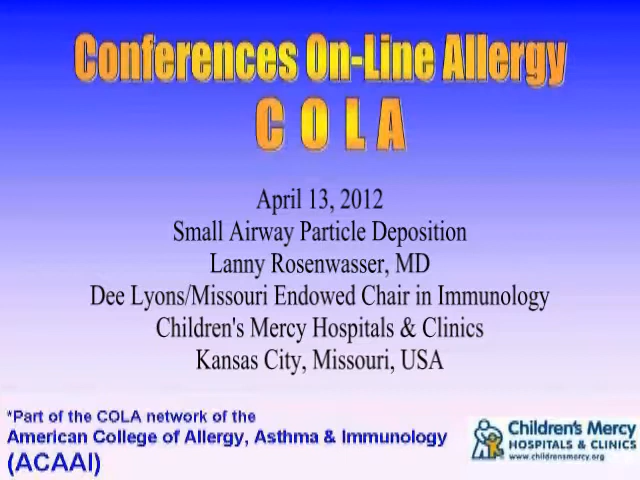 Conferences On-Line Allergy
C O L A
April 13, 2012
Small Airway Particle Deposition
Lanny Rosenwasser, MD
Dee Lyons/Missouri Endowed Chair in Immunology
Children's Mercy Hospitals & Clinics
Kansas City, Missouri, USA
*Part of the COLA network of the
American College of Allergy, Asthma & Immunology
(ACAAI)
Children's Mercy
HOSPITALS & CLINICS
www.childrensmercy.org